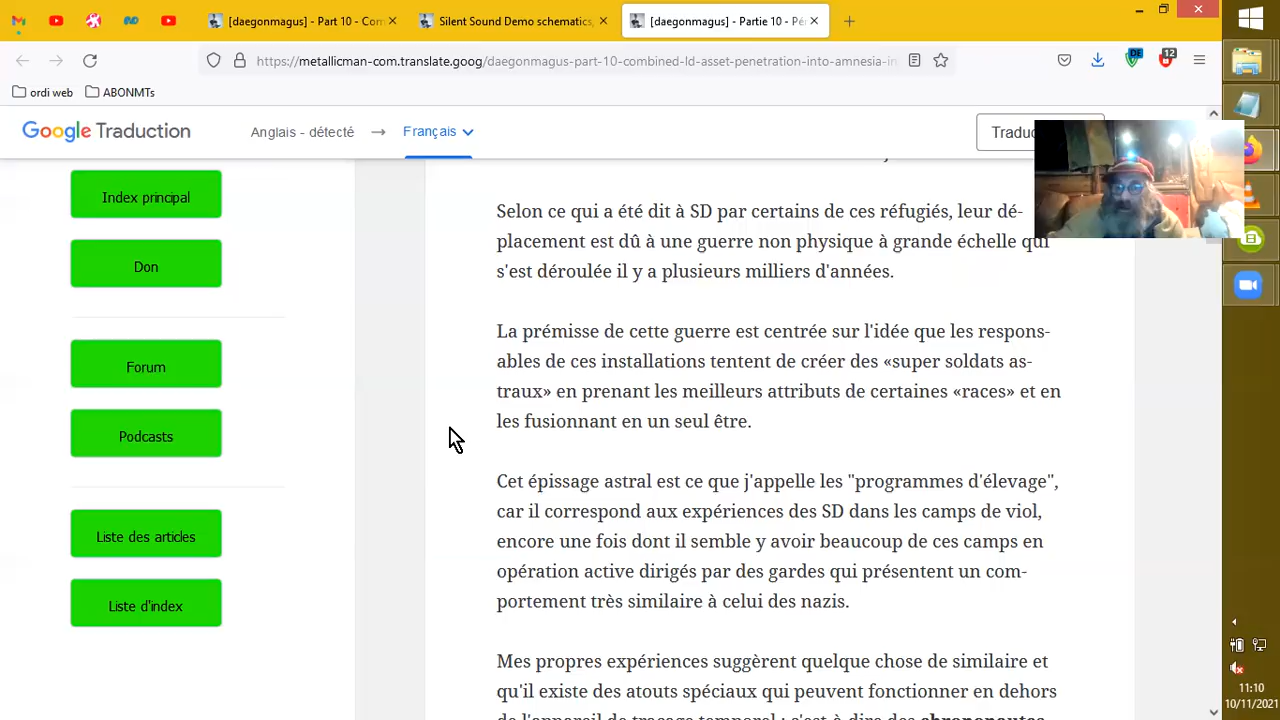 [daegonmagus] - Part 10 - Com
Silent Sound Demo schematics,
[daegonmagus] - Partie 10 - Pé
https://metallicman-com.translate.goog/daegonmagus-part-10-combined-ld-asset-penetration-into-amnesia-in
DE
12
ordi web
ABONMTs
Google Traduction
Anglais - détecté
Français
Index principal
Don
Forum
Podcasts
Liste des articles
Liste d'index
Selon ce qui a été dit à SD par certains de ces réfugiés, leur dé-
placement est dû à une guerre non physique à grande échelle qui
s'est déroulée il y a plusieurs milliers d'années.
La prémisse de cette guerre est centrée sur l'idée que les respons-
ables de ces installations tentent de créer des «super soldats as-
traux» en prenant les meilleurs attributs de certaines «races» et en
les fusionnant en un seul être.
Cet épissage astral est ce que j'appelle les "programmes d'élevage",
car il correspond aux expériences des SD dans les camps de viol,
encore une fois dont il semble y avoir beaucoup de ces camps en
opération active dirigés par des gardes qui présentent un com-
portement très similaire à celui des nazis.
Mes propres expériences suggèrent quelque chose de similaire et
qu'il existe des atouts spéciaux qui peuvent fonctionner en dehors
de l'appareil de traçage temporel ; c'est-à-dire des chrononautes
11:10
10/11/2021